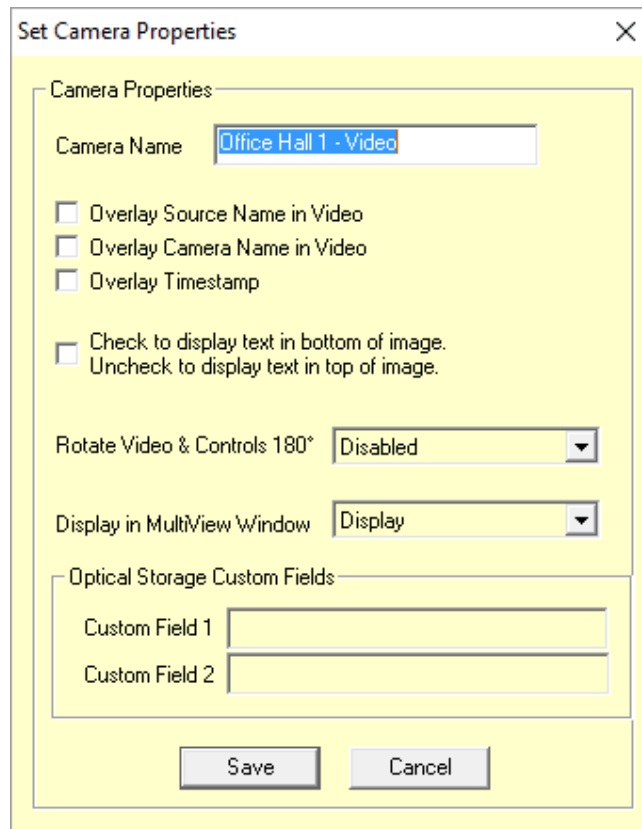 Set Camera Properties
Camera Properties
Camera Name Office Hall 1 - Video
Overlay Source Name in Video
Overlay Camera Name in Video
Overlay Timestamp
Check to display text in bottom of image.
Uncheck to display text in top of image.
Rotate Video & Controls 180° Disabled
Display in MultiView Window Display
Optical Storage Custom Fields
Custom Field 1
Custom Field 2
Save Cancel